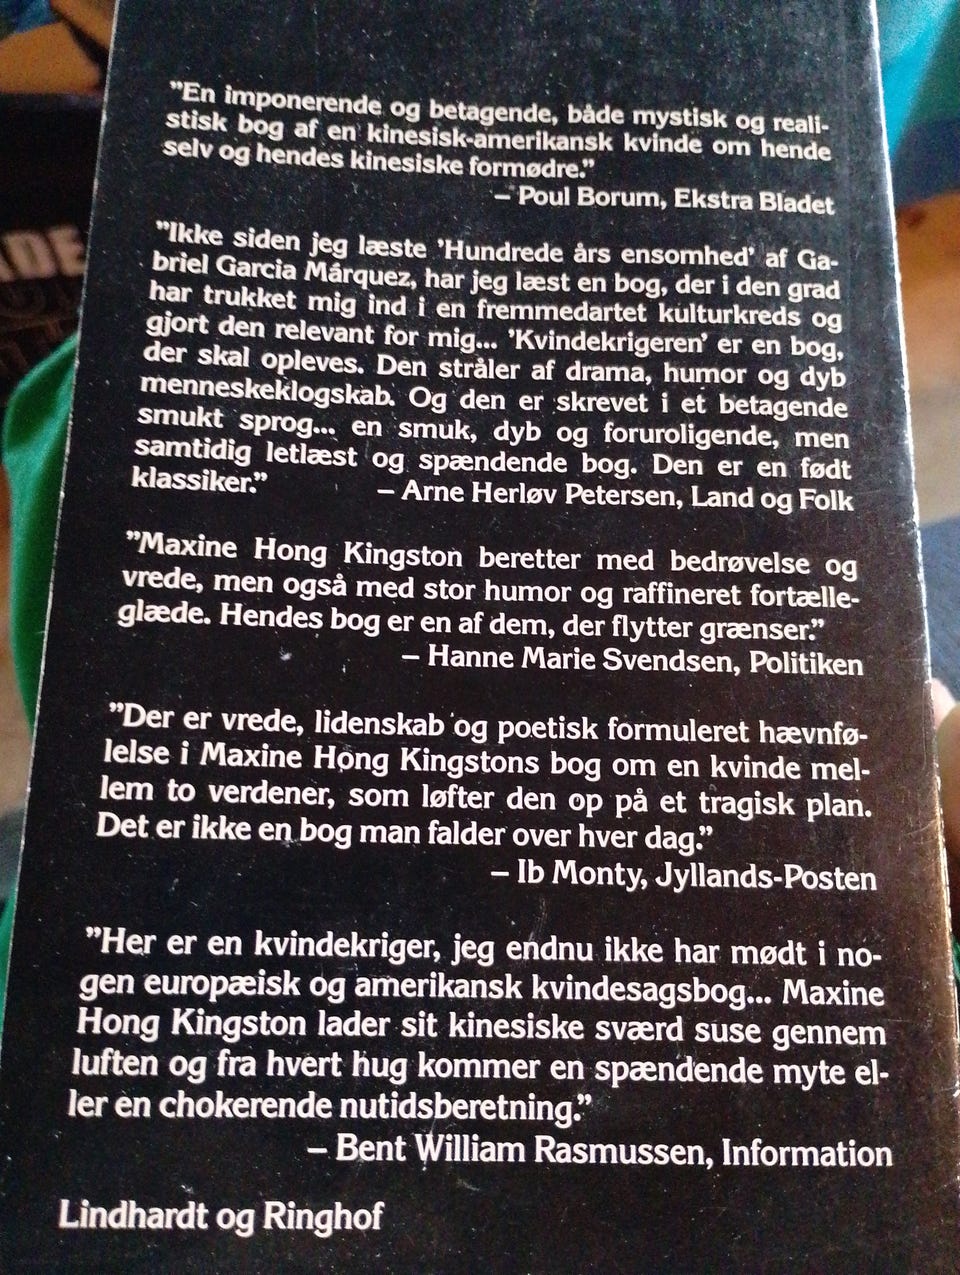 "En imponerende og betagende, både mystisk og reali-
stisk bog af en kinesisk-amerikansk kvinde om hende
selv og hendes kinesiske formødre."
– Poul Borum, Ekstra Bladet
"Ikke siden jeg læste 'Hundrede års ensomhed' af Ga-
briel Garcia Márquez, har jeg læst en bog, der i den grad
har trukket mig ind i en fremmedartet kulturkreds og
gjort den relevant for mig... 'Kvindekrigeren' er en bog,
der skal opleves. Den stråler af drama, humor og dyb
menneskeklogskab. Og den er skrevet i et betagende
smukt sprog... en smuk, dyb og foruroligende, men
samtidig letlæst og spændende bog. Den er en født
klassiker." – Arne Herløv Petersen, Land og Folk
"Maxine Hong Kingston beretter med bedrøvelse og
vrede, men også med stor humor og raffineret fortælle-
glæde. Hendes bog er en af dem, der flytter grænser."
– Hanne Marie Svendsen, Politiken
"Der er vrede, lidenskab og poetisk formuleret hævnfø-
lelse i Maxine Hong Kingstons bog om en kvinde mel-
lem to verdener, som løfter den op på et tragisk plan.
Det er ikke en bog man falder over hver dag."
– Ib Monty, Jyllands-Posten
"Her er en kvindekriger, jeg endnu ikke har mødt i no-
gen europæisk og amerikansk kvindesagsbog... Maxine
Hong Kingston lader sit kinesiske sværd suse gennem
luften og fra hvert hug kommer en spændende myte el-
ler en chokerende nutidsberetning."
– Bent William Rasmussen, Information
Lindhardt og Ringhof